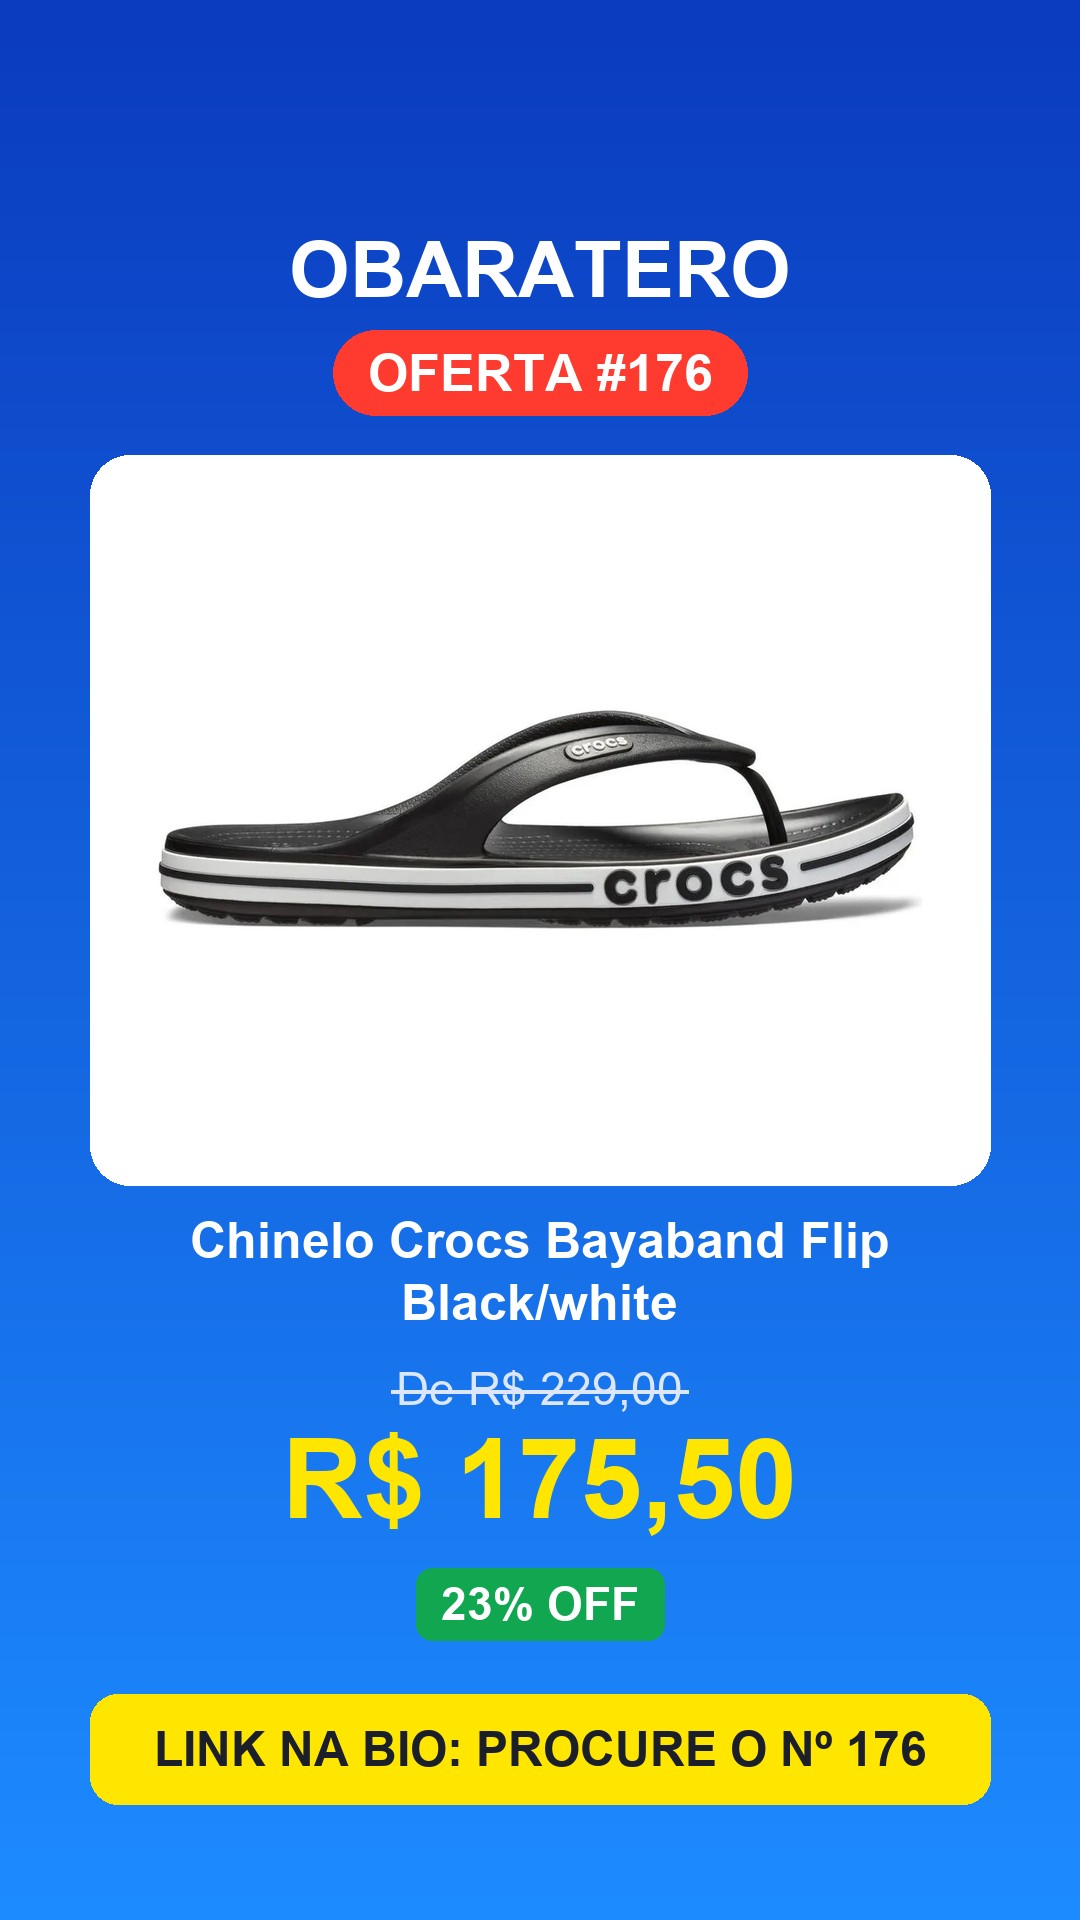 OBARATERO
OFERTA #176
crocs
crocs
Chinelo Crocs Bayaband Flip
Black/white
De R$ 229,00
R$ 175,50
23% OFF
LINK NA BIO: PROCURE O Nº 176